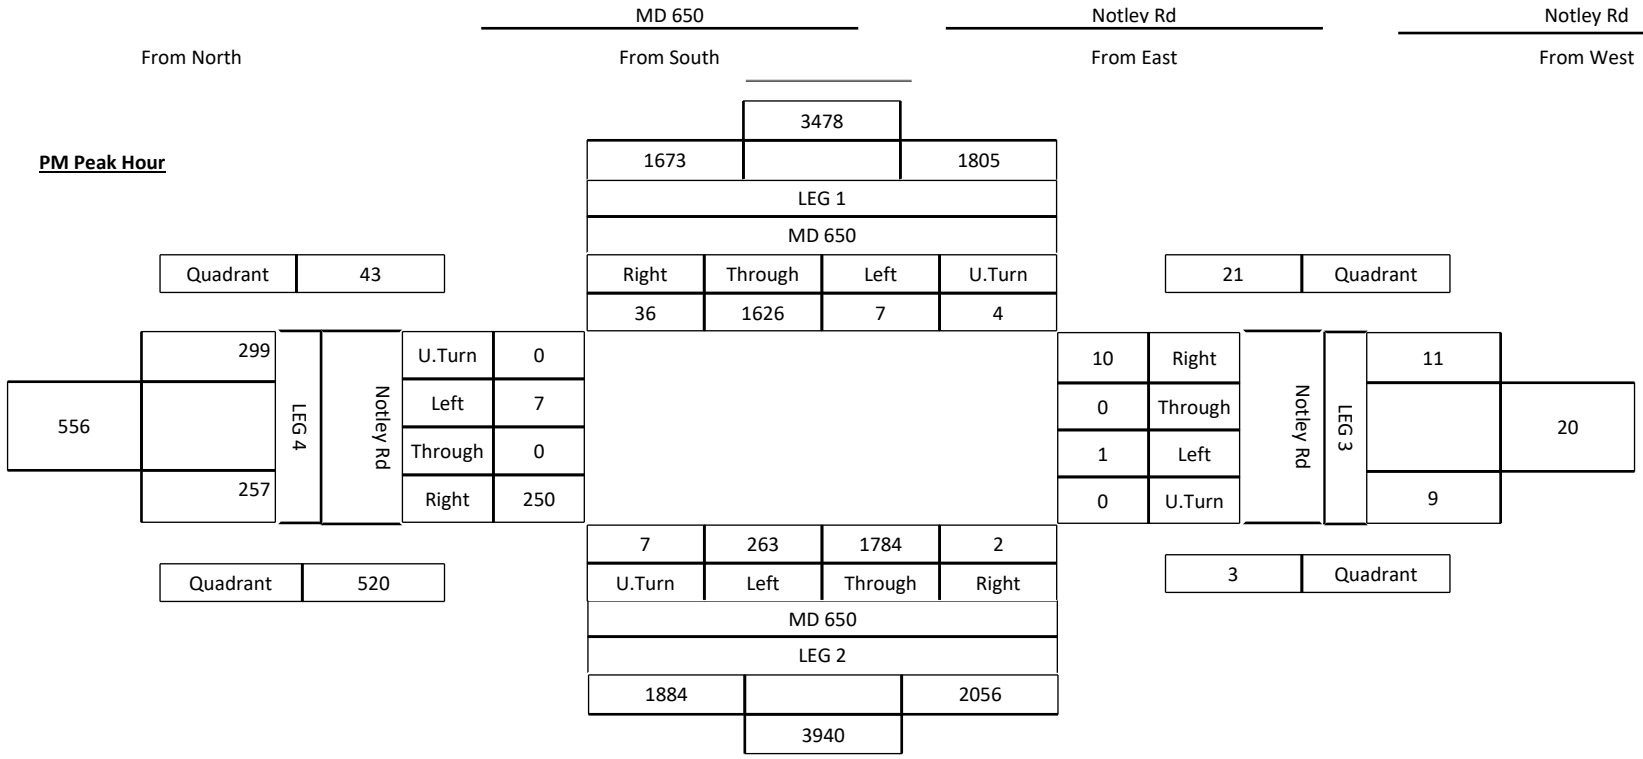 MD 650 Notley Rd Notley Rd
From North From South From East From West
3478
PM Peak Hour 1673 1805
LEG 1
MD 650
Quadrant 43 Right Through Left U.Turn 21 Quadrant
36 1626 7 4
299 U.Turn 0 10 Right 11
Left 7 0 Through
556 LEG 4 Notley Rd Notley Rd LEG 3 20
Through 0 1 Left
257 Right 250 0 U.Turn 9
7 263 1784 2
Quadrant 520 U.Turn Left Through Right 3 Quadrant
MD 650
LEG 2
1884 2056
3940